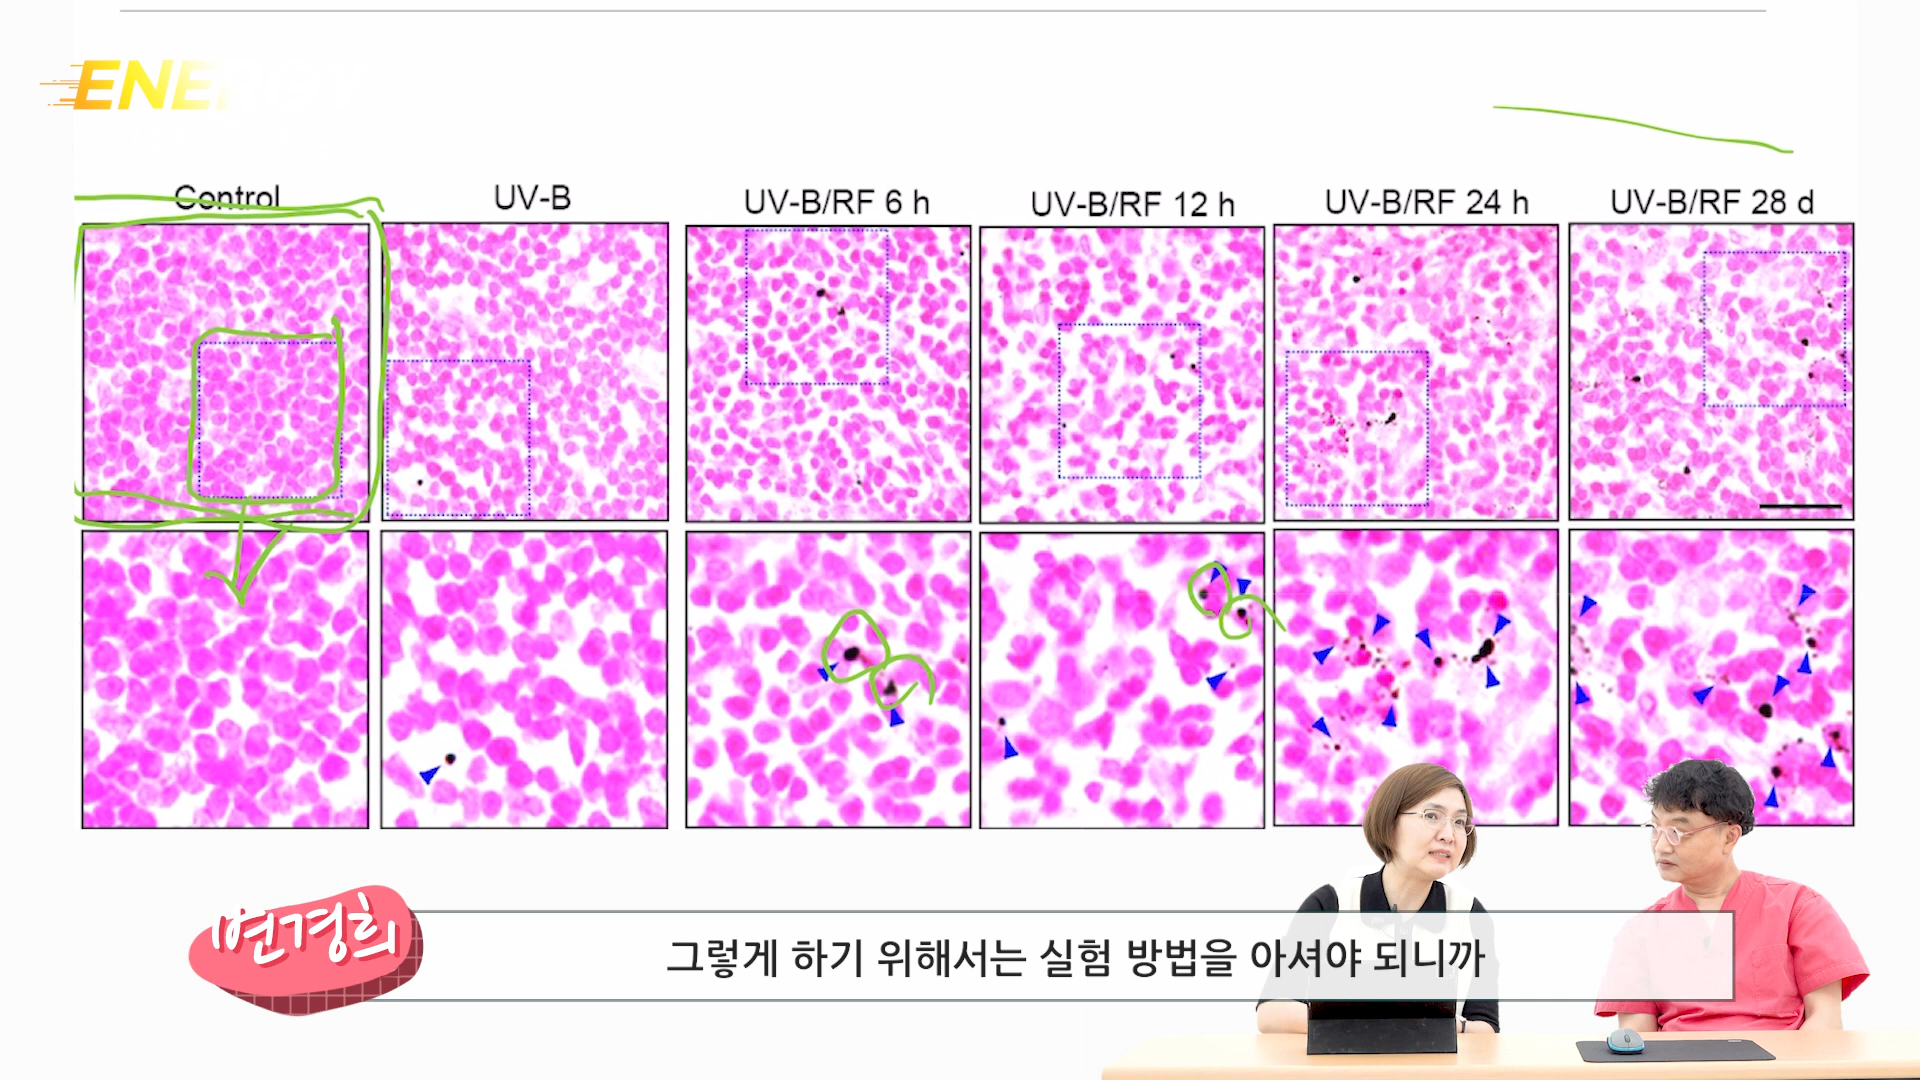 ENERGY
Control
UV-B
UV-B/RF 6 h
UV-B/RF 12 h
UV-B/RF 24 h
UV-B/RF 28 d
변경희
그렇게 하기 위해서는 실험 방법을 아셔야 되니까